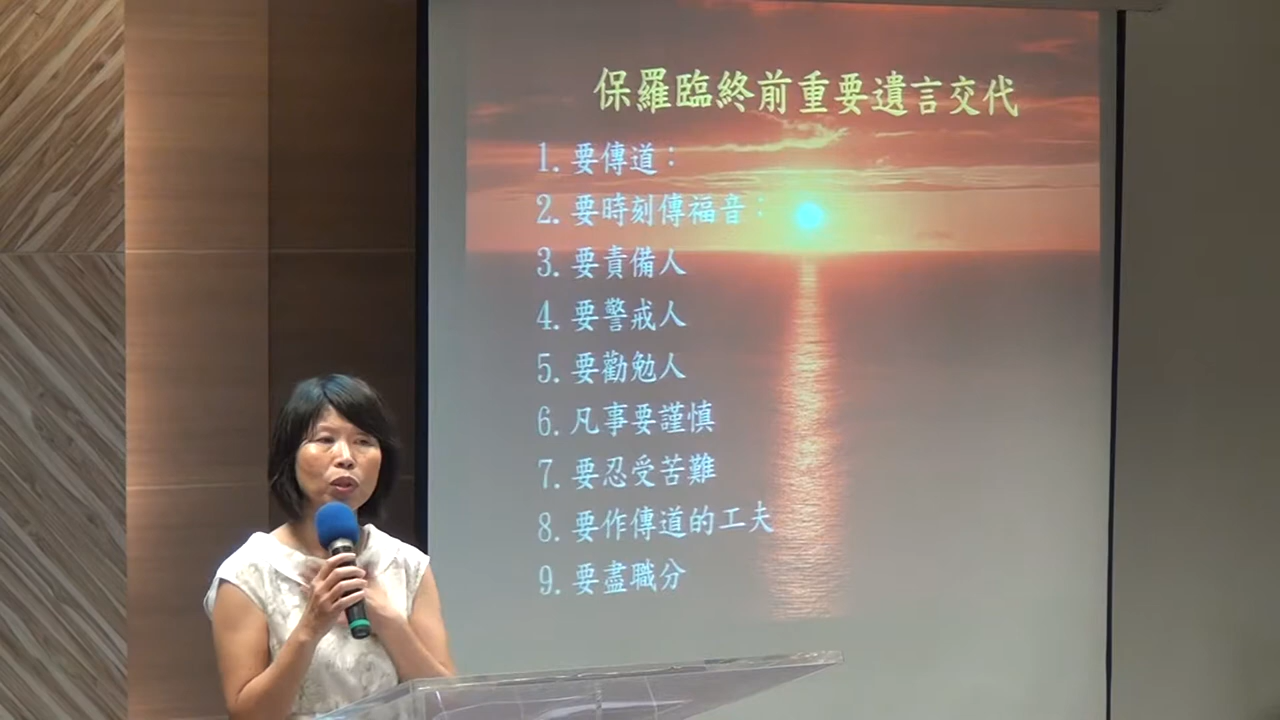 保羅臨終前重要遺言交代
1. 要傳道：
2. 要時刻傳福音：
3. 要責備人
4. 要警戒人
5. 要勸勉人
6. 凡事要謹慎
7. 要忍受苦難
8. 要作傳道的工夫
9. 要盡職分